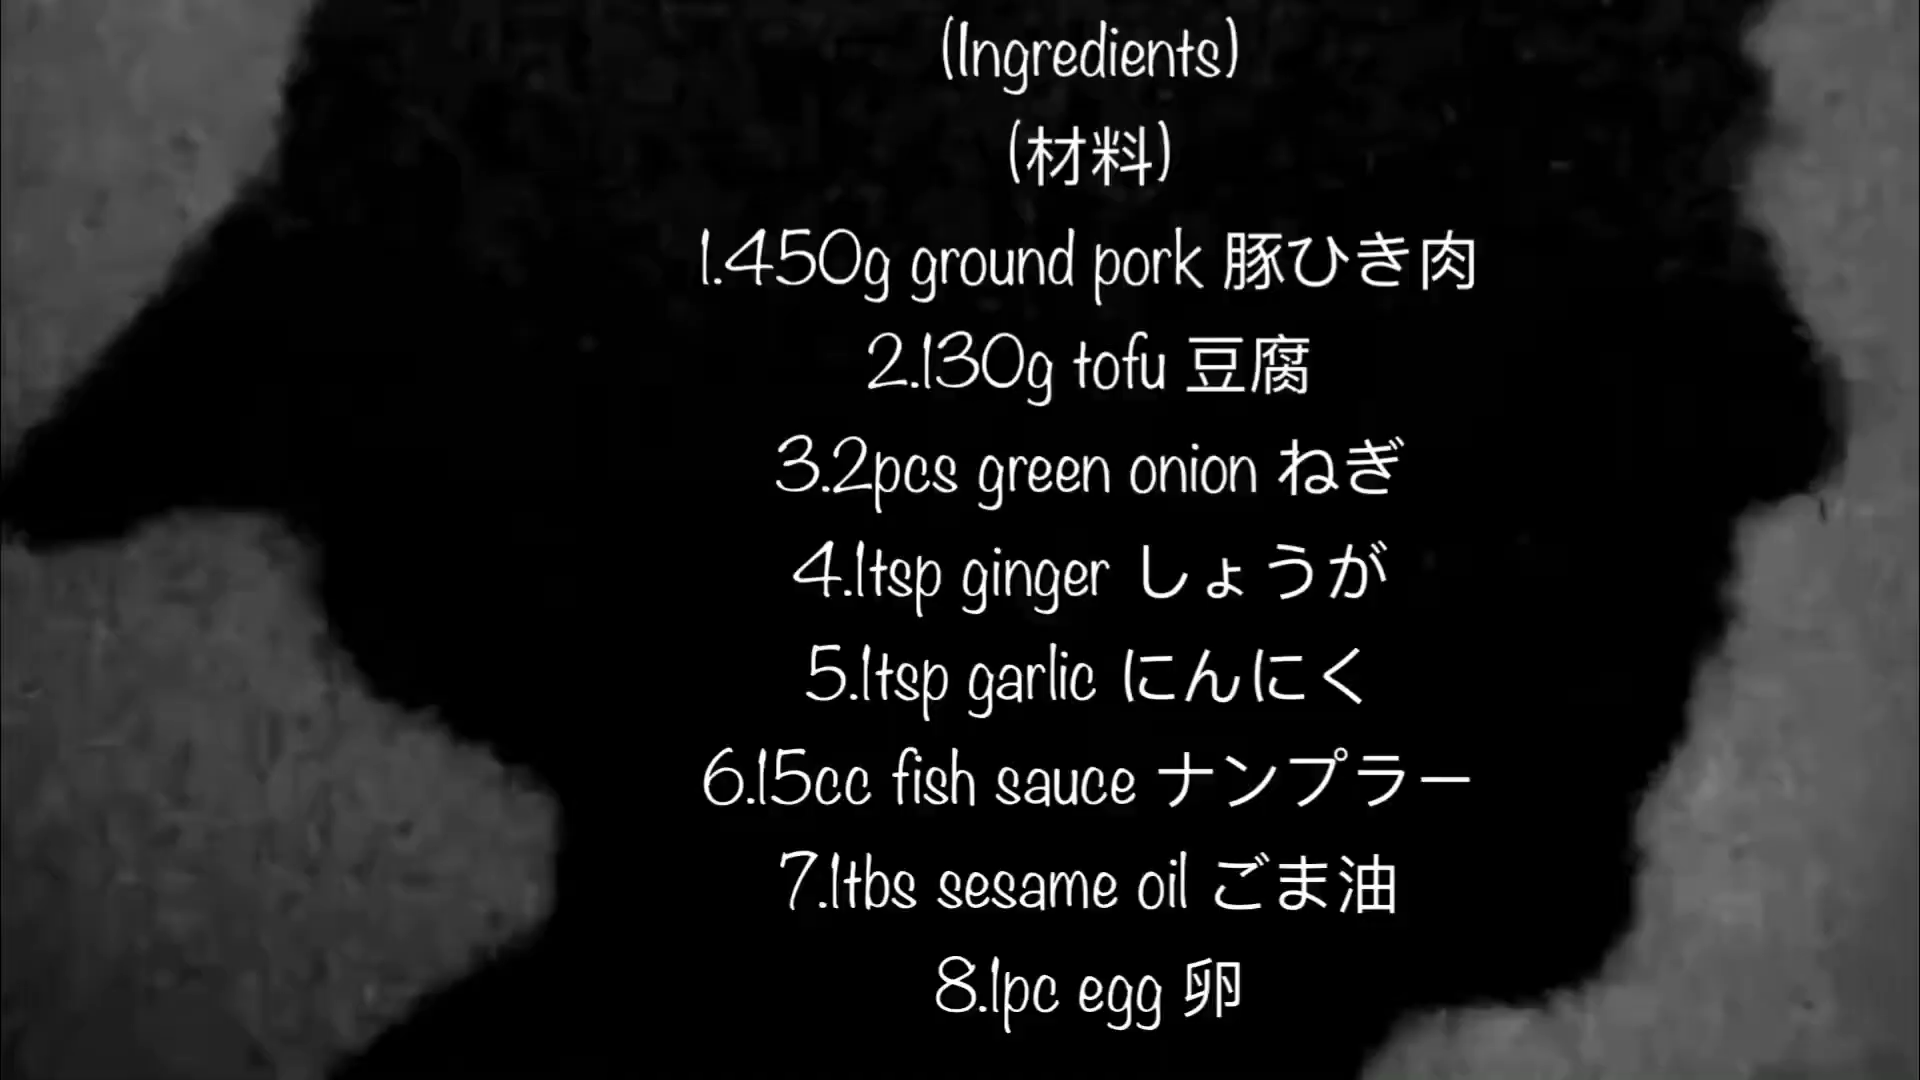 (Ingredients)
(材料)
1.450g ground pork 豚ひき肉
2.130g tofu 豆腐
3.2pcs green onion ねぎ
4.1tsp ginger しょうが
5.1tsp garlic にんにく
6.15cc fish sauce ナンプラー
7.1tbs sesame oil ごま油
8.1pc egg 卵